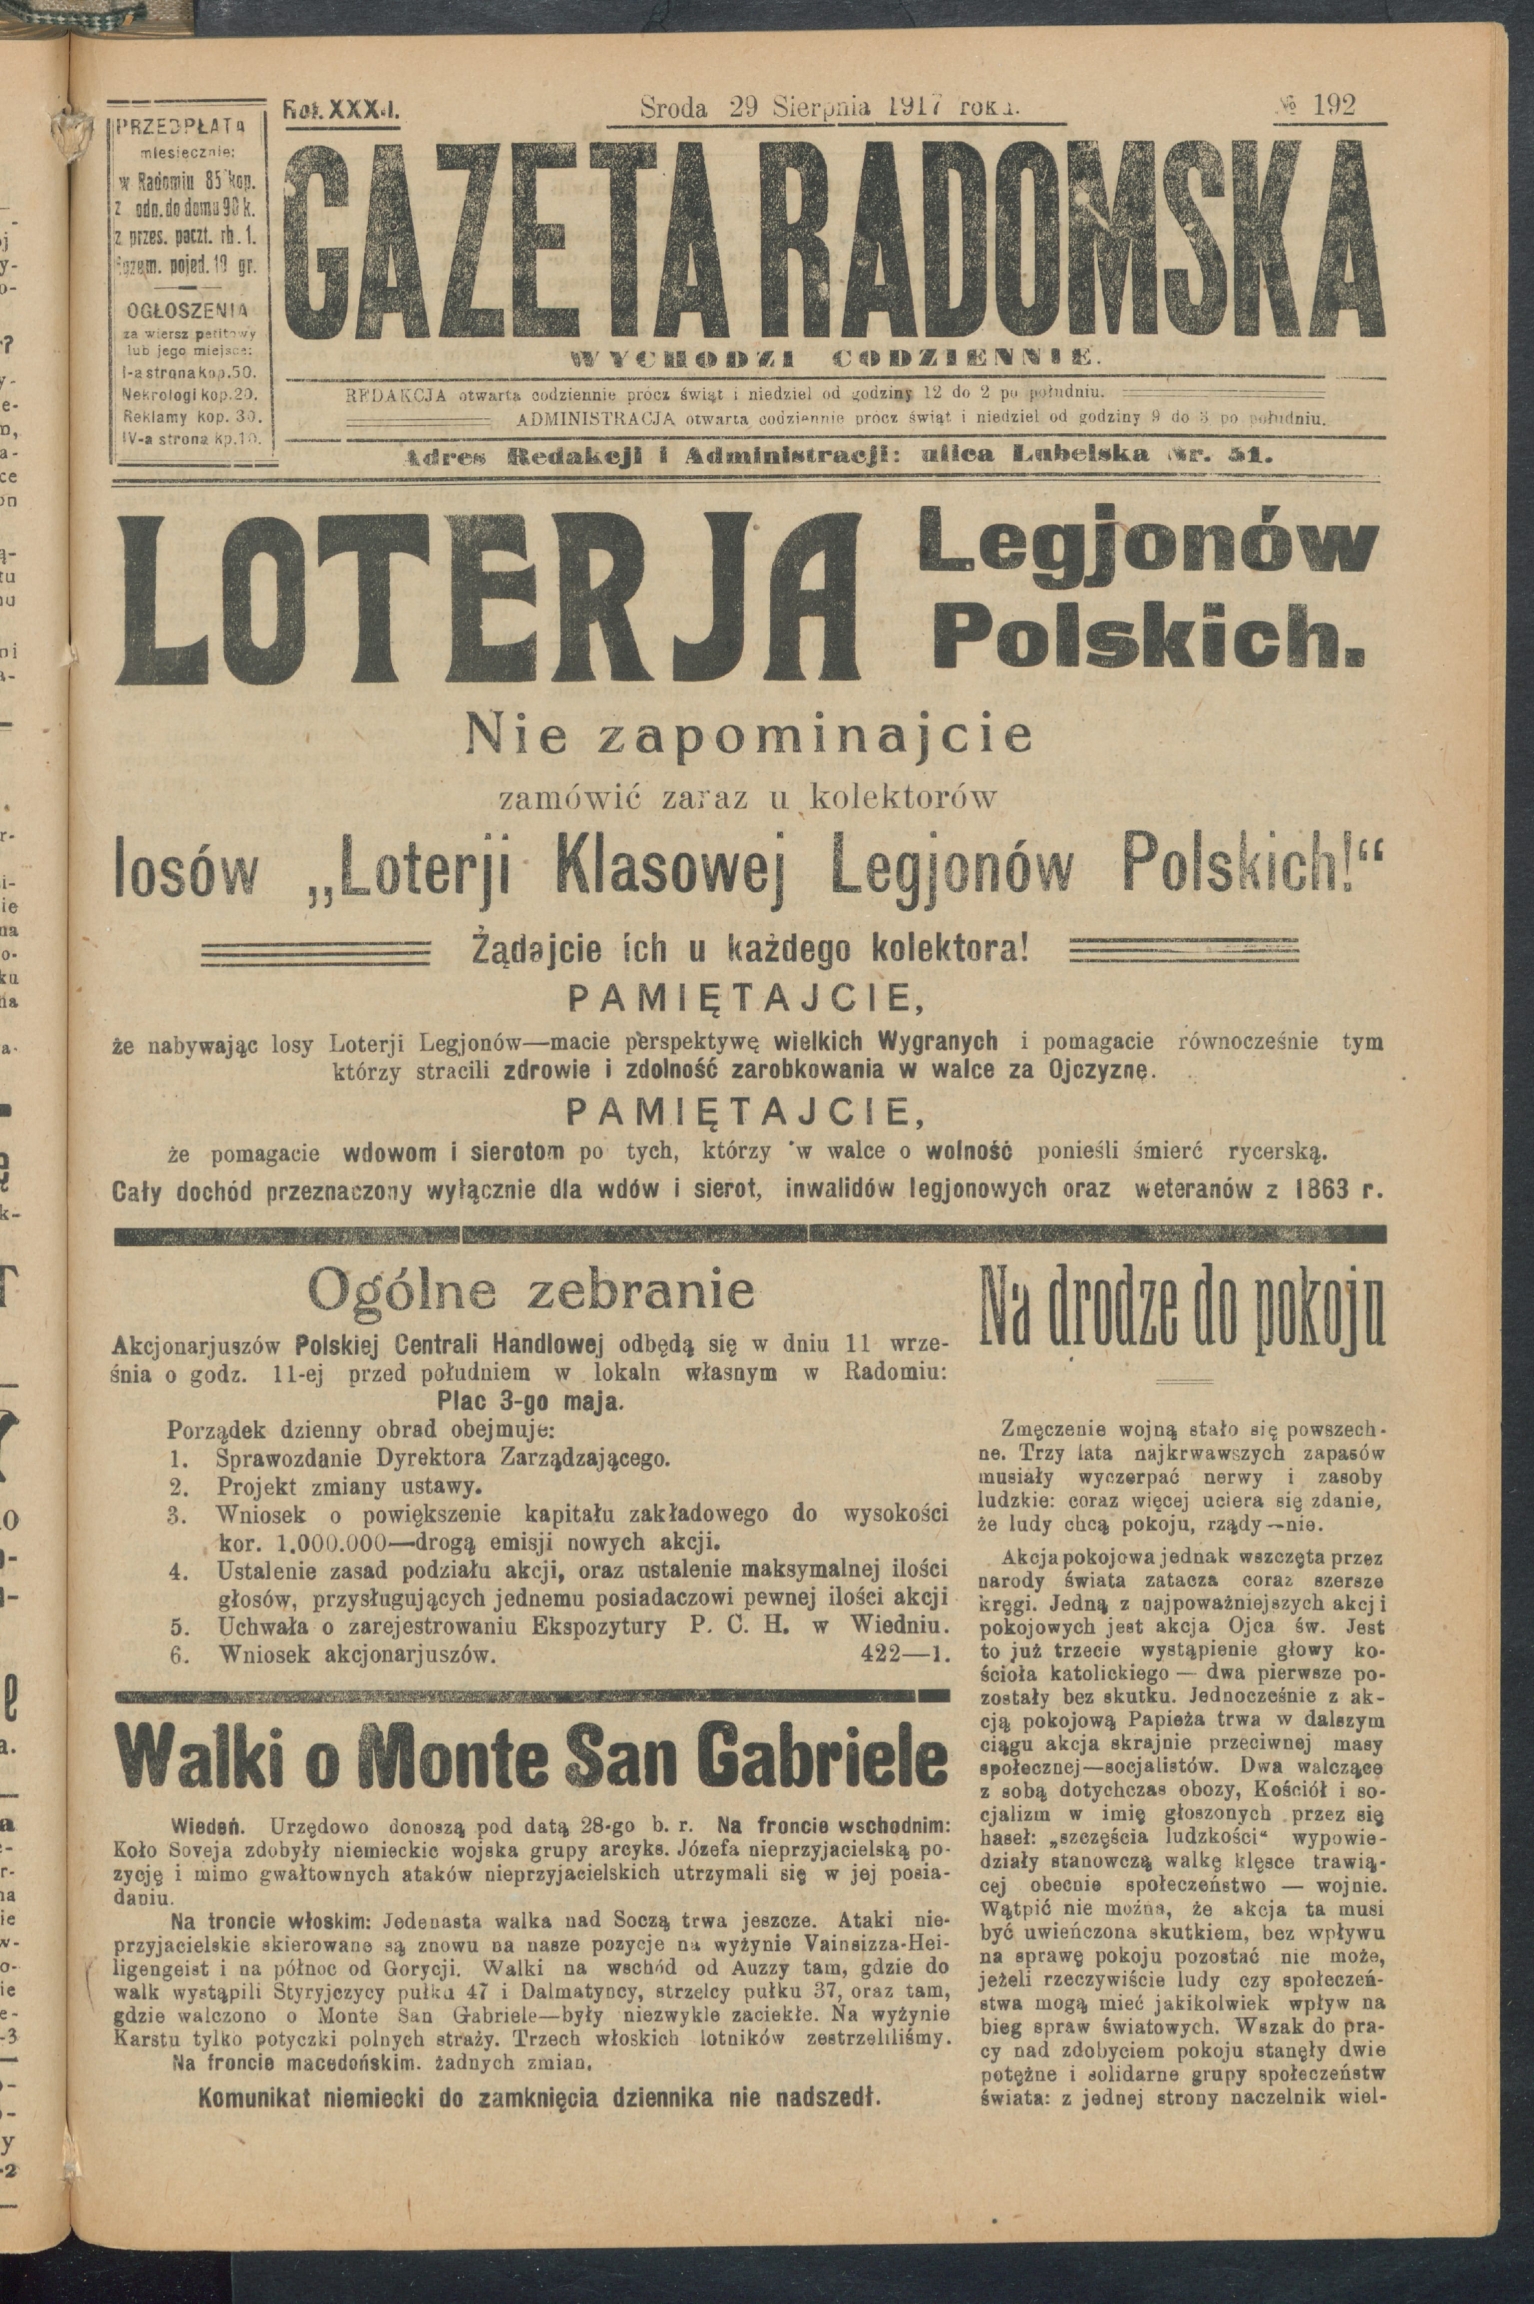 PRZEDPŁATA
miesiecznie:
w Radomiu 85 kop.
z odn. do domu 90 k.
z przes. poczt. rb. 1.
Egzem. pojed. 10 gr.
OGŁOSZENIA
za wiersz petitowy
lub jego miejsce:
I-a strona kop. 50.
Nekrologi kop. 20.
Reklamy kop. 30.
IV-a strona kp. 10.
Rok XXXII.
Sroda 29 Sierpnia 1917 roku.
№ 192
GAZETA RADOMSKA
WYCHODZI CODZIENNIE.
REDAKCJA otwarta codziennie prócz świąt i niedziel od godziny 12 do 2 po południu.
ADMINISTRACJA otwarta codziennie procz świąt i niedziel od godziny 9 do 3 po południu.
Adres Redakcji i Administracji: ulica Lubelska Nr. 51.
LOTERJA Legjonów
Polskich.
Nie zapominajcie
zamówić zaraz u kolektorów
losów „Loterji Klasowej Legjonów Polskich!“
Żądajcie ich u każdego kolektora!
PAMIĘTAJCIE,
że nabywając losy Loterji Legjonów—macie perspektywę wielkich Wygranych i pomagacie równocześnie tym
którzy stracili zdrowie i zdolność zarobkowania w walce za Ojczyznę.
PAMIĘTAJCIE,
że pomagacie wdowom i sierotom po tych, którzy w walce o wolność ponieśli śmierć rycerską.
Cały dochód przeznaczony wyłącznie dla wdów i sierot, inwalidów legjonowych oraz weteranów z 1863 r.
Ogólne zebranie
Akcjonarjuszów Polskiej Centrali Handlowej odbędą się w dniu 11 wrze-
śnia o godz. 11-ej przed południem w lokaln własnym w Radomiu:
Plac 3-go maja.
Porządek dzienny obrad obejmuje:
1. Sprawozdanie Dyrektora Zarządzającego.
2. Projekt zmiany ustawy.
3. Wniosek o powiększenie kapitału zakładowego do wysokości
kor. 1.000.000—drogą emisji nowych akcji.
4. Ustalenie zasad podziału akcji, oraz ustalenie maksymalnej ilości
głosów, przysługujących jednemu posiadaczowi pewnej ilości akcji
5. Uchwała o zarejestrowaniu Ekspozytury P. C. H. w Wiedniu.
6. Wniosek akcjonarjuszów. 422—1.
Walki o Monte San Gabriele
Wiedeń. Urzędowo donoszą pod datą 28-go b. r. Na froncie wschodnim:
Koło Soveja zdobyły niemieckie wojska grupy arcyks. Józefa nieprzyjacielską po-
zycję i mimo gwałtownych ataków nieprzyjacielskich utrzymali się w jej posia-
daniu.
Na troncie włoskim: Jedenasta walka nad Soczą trwa jeszcze. Ataki nie-
przyjacielskie skierowane są znowu na nasze pozycje na wyżynie Vainsizza-Hei-
ligengeist i na północ od Gorycji. Walki na wschód od Auzzy tam, gdzie do
walk wystąpili Styryjczycy pułku 47 i Dalmatyncy, strzelcy pułku 37, oraz tam,
gdzie walczono o Monte San Gabriele—były niezwykle zaciekłe. Na wyżynie
Karstu tylko potyczki polnych straży. Trzech włoskich lotników zestrzeliliśmy.
Na froncie macedońskim. żadnych zmian.
Komunikat niemiecki do zamknięcia dziennika nie nadszedł.
Na drodze do pokoju
Zmęczenie wojną stało się powszech-
ne. Trzy lata najkrwawszych zapasów
musiały wyczerpać nerwy i zasoby
ludzkie: coraz więcej uciera się zdanie,
że ludy chcą pokoju, rządy—nie.
Akcja pokojowa jednak wszczęta przez
narody świata zatacza coraz szersze
kręgi. Jedną z najpoważniejszych akcji
pokojowych jest akcja Ojca św. Jest
to już trzecie wystąpienie głowy ko-
ścioła katolickiego — dwa pierwsze po-
zostały bez skutku. Jednocześnie z ak-
cją pokojową Papieża trwa w dalszym
ciągu akcja skrajnie przeciwnej masy
społecznej—socjalistów. Dwa walczące
z sobą dotychczas obozy, Kościół i so-
cjalizm w imię głoszonych przez się
haseł: „szczęścia ludzkości“ wypowie-
działy stanowczą walkę klęsce trawią-
cej obecnie społeczeństwo — wojnie.
Wątpić nie można, że akcja ta musi
być uwieńczona skutkiem, bez wpływu
na sprawę pokoju pozostać nie może,
jeżeli rzeczywiście ludy czy społeczeń-
stwa mogą mieć jakikolwiek wpływ na
bieg spraw światowych. Wszak do pra-
cy nad zdobyciem pokoju stanęły dwie
potężne i solidarne grupy społeczeństw
świata: z jednej strony naczelnik wiel-